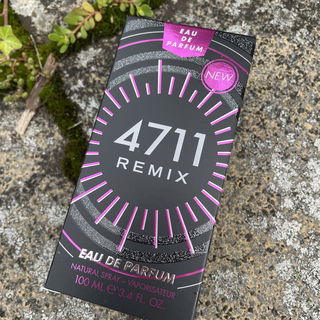 EAU
DE
PARFUM
NEW
4711
REMIX
EAU DE PARFUM
NATURAL SPRAY – VAPORISATEUR
100 ML ℮ 3.4 FL. OZ.